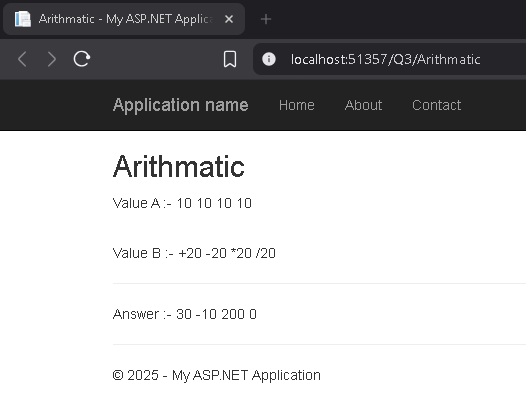 Arithmatic - My ASP.NET Applic
localhost:51357/Q3/Arithmatic
Application name Home About Contact
Arithmatic
Value A :- 10 10 10 10
Value B :- +20 -20 *20 /20
Answer :- 30 -10 200 0
© 2025 - My ASP.NET Application